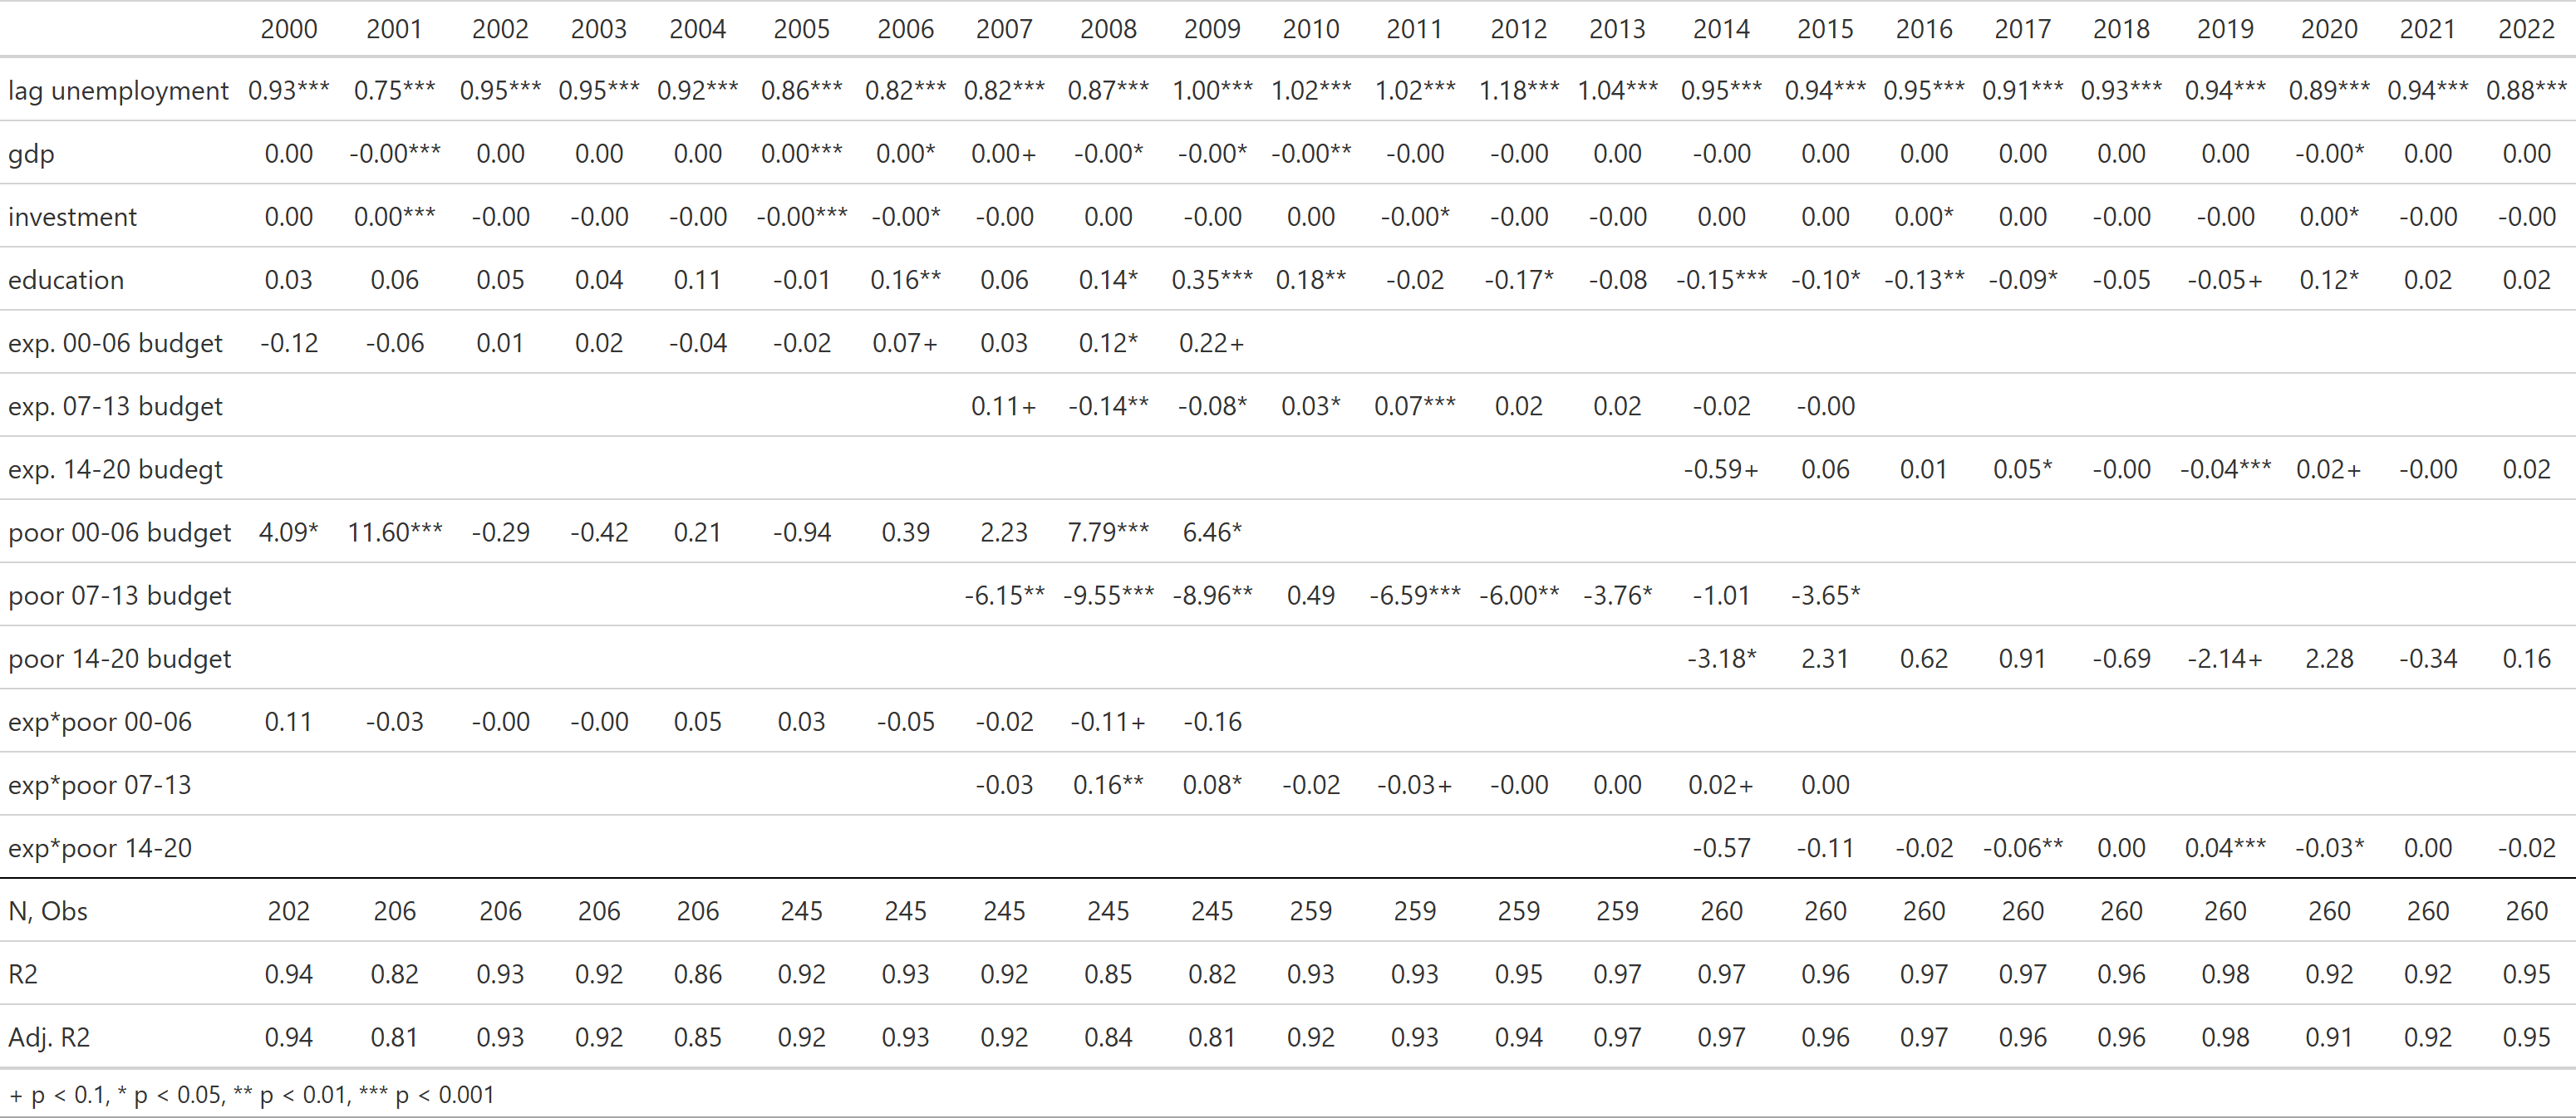 2000 2001 2002 2003 2004 2005 2006 2007 2008 2009 2010 2011 2012 2013 2014 2015 2016 2017 2018 2019 2020 2021 2022
lag unemployment 0.93*** 0.75*** 0.95*** 0.95*** 0.92*** 0.86*** 0.82*** 0.82*** 0.87*** 1.00*** 1.02*** 1.02*** 1.18*** 1.04*** 0.95*** 0.94*** 0.95*** 0.91*** 0.93*** 0.94*** 0.89*** 0.94*** 0.88***
gdp 0.00 -0.00*** 0.00 0.00 0.00 0.00*** 0.00* 0.00+ -0.00* -0.00* -0.00** -0.00 -0.00 0.00 -0.00 0.00 0.00 0.00 0.00 0.00 -0.00* 0.00 0.00
investment 0.00 0.00*** -0.00 -0.00 -0.00 -0.00*** -0.00* -0.00 0.00 -0.00 0.00 -0.00* -0.00 -0.00 0.00 0.00 0.00* 0.00 -0.00 -0.00 0.00* -0.00 -0.00
education 0.03 0.06 0.05 0.04 0.11 -0.01 0.16** 0.06 0.14* 0.35*** 0.18** -0.02 -0.17* -0.08 -0.15*** -0.10* -0.13** -0.09* -0.05 -0.05+ 0.12* 0.02 0.02
exp. 00-06 budget -0.12 -0.06 0.01 0.02 -0.04 -0.02 0.07+ 0.03 0.12* 0.22+
exp. 07-13 budget 0.11+ -0.14** -0.08* 0.03* 0.07*** 0.02 0.02 -0.02 -0.00
exp. 14-20 budegt -0.59+ 0.06 0.01 0.05* -0.00 -0.04*** 0.02+ -0.00 0.02
poor 00-06 budget 4.09* 11.60*** -0.29 -0.42 0.21 -0.94 0.39 2.23 7.79*** 6.46*
poor 07-13 budget -6.15** -9.55*** -8.96** 0.49 -6.59*** -6.00** -3.76* -1.01 -3.65*
poor 14-20 budget -3.18* 2.31 0.62 0.91 -0.69 -2.14+ 2.28 -0.34 0.16
exp*poor 00-06 0.11 -0.03 -0.00 -0.00 0.05 0.03 -0.05 -0.02 -0.11+ -0.16
exp*poor 07-13 -0.03 0.16** 0.08* -0.02 -0.03+ -0.00 0.00 0.02+ 0.00
exp*poor 14-20 -0.57 -0.11 -0.02 -0.06** 0.00 0.04*** -0.03* 0.00 -0.02
N, Obs 202 206 206 206 206 245 245 245 245 245 259 259 259 259 260 260 260 260 260 260 260 260 260
R2 0.94 0.82 0.93 0.92 0.86 0.92 0.93 0.92 0.85 0.82 0.93 0.93 0.95 0.97 0.97 0.96 0.97 0.97 0.96 0.98 0.92 0.92 0.95
Adj. R2 0.94 0.81 0.93 0.92 0.85 0.92 0.93 0.92 0.84 0.81 0.92 0.93 0.94 0.97 0.97 0.96 0.97 0.96 0.96 0.98 0.91 0.92 0.95
+ p < 0.1, * p < 0.05, ** p < 0.01, *** p < 0.001